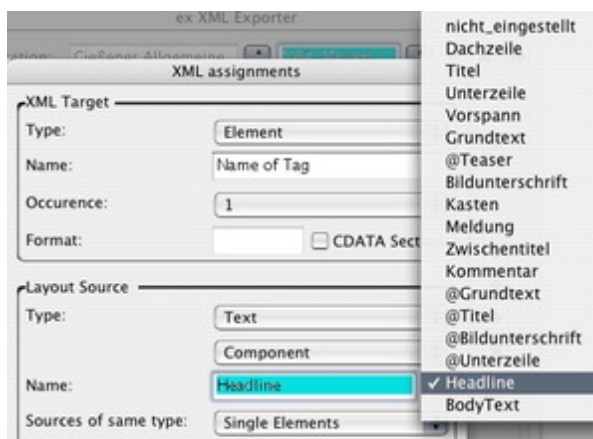 ex XML Exporter
Gießener Allgemeine
XML assignments
XML Target
Type:
Element
Name:
Name of Tag
Occurence:
1
Format:
CDATA Sect
Layout Source
Type:
Text
Component
Name:
Headline
Sources of same type:
Single Elements
nicht_eingestellt
Dachzeile
Titel
Unterzeile
Vorspann
Grundtext
@Teaser
Bildunterschrift
Kasten
Meldung
Zwischentitel
Kommentar
@Grundtext
@Titel
@Bildunterschrift
@Unterzeile
✓ Headline
BodyText